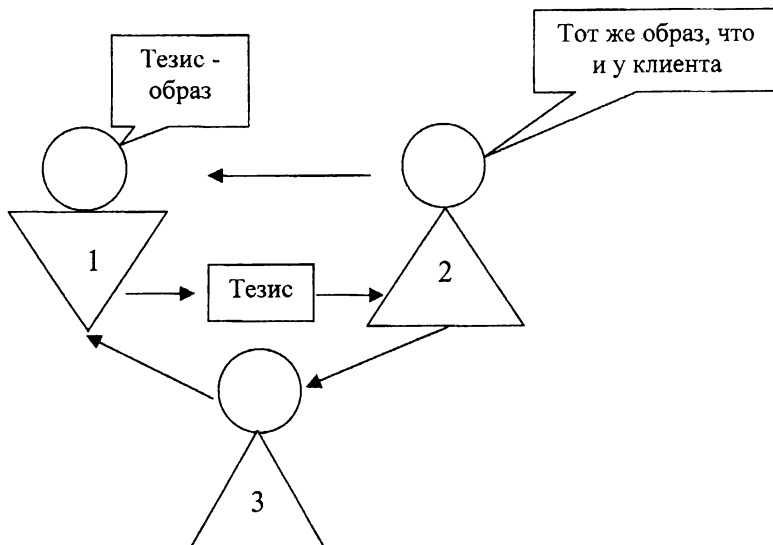 Тезис -
образ
Тот же образ, что
и у клиента
1
Тезис
2
3